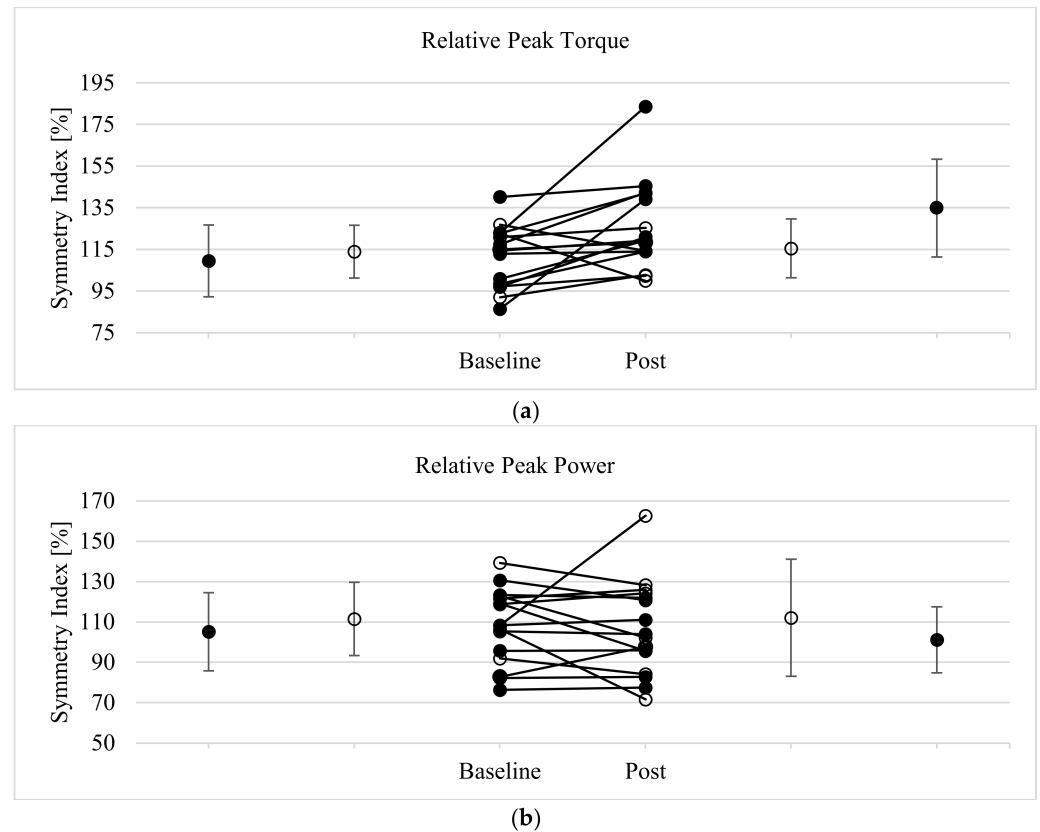 Relative Peak Torque
Symmetry Index [%]
195
175
155
135
115
95
75
Baseline Post
(a)
Relative Peak Power
Symmetry Index [%]
170
150
130
110
90
70
50
Baseline Post
(b)